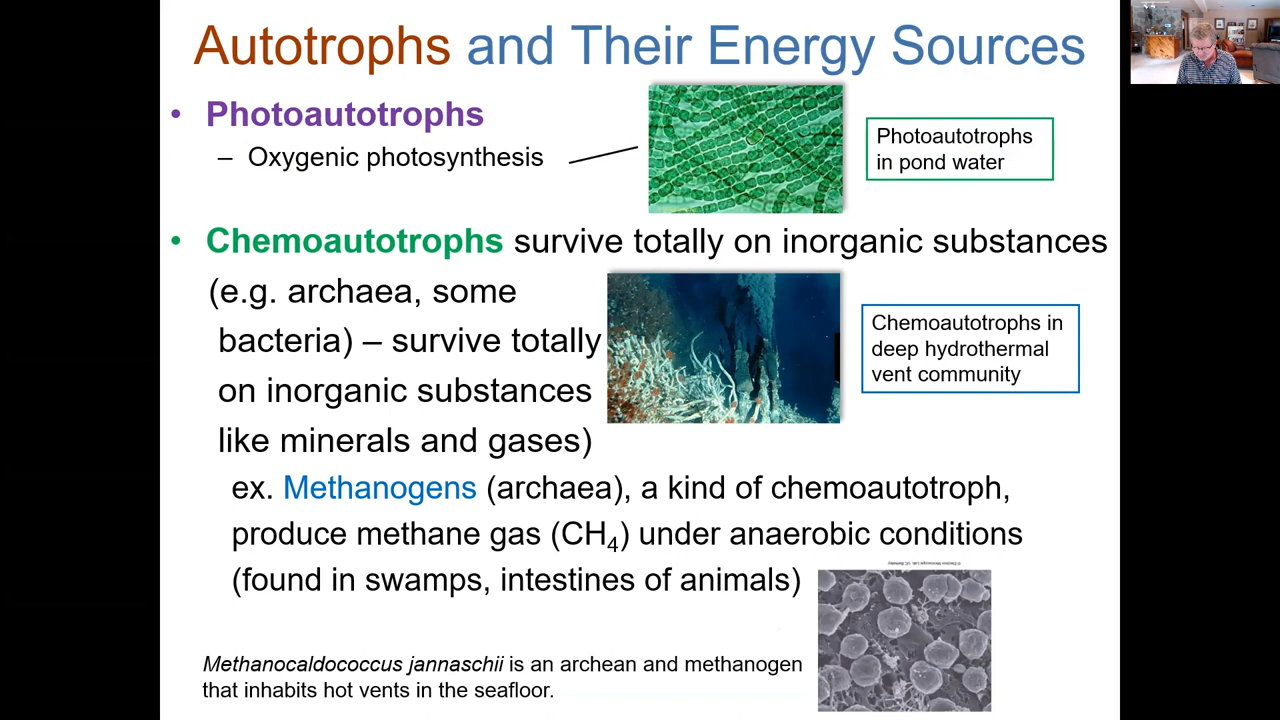 Autotrophs and Their Energy Sources
• Photoautotrophs
– Oxygenic photosynthesis
Photoautotrophs
in pond water
• Chemoautotrophs survive totally on inorganic substances
(e.g. archaea, some
bacteria) – survive totally
on inorganic substances
like minerals and gases)
Chemoautotrophs in
deep hydrothermal
vent community
ex. Methanogens (archaea), a kind of chemoautotroph,
produce methane gas (CH₄) under anaerobic conditions
(found in swamps, intestines of animals)
Methanocaldococcus jannaschii is an archean and methanogen
that inhabits hot vents in the seafloor.